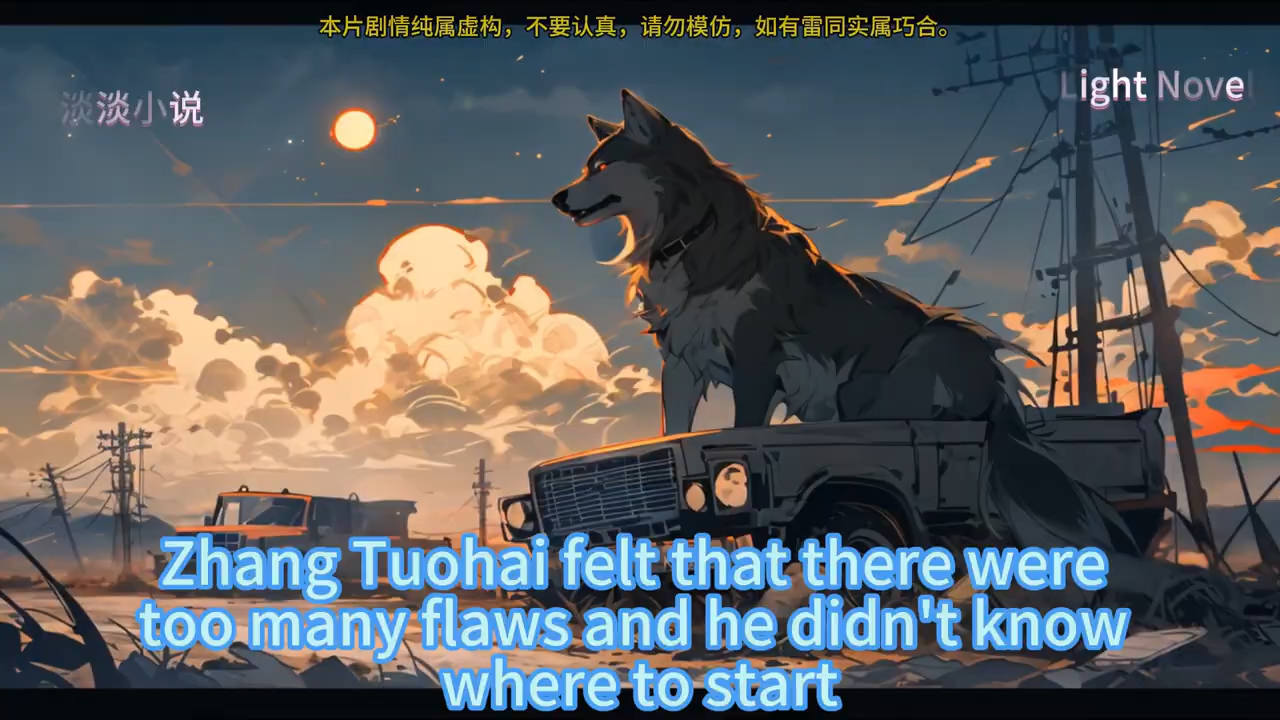 本片剧情纯属虚构，不要认真，请勿模仿，如有雷同实属巧合。
淡淡小说
Light Novel
Zhang Tuohai felt that there were
too many flaws and he didn't know
where to start